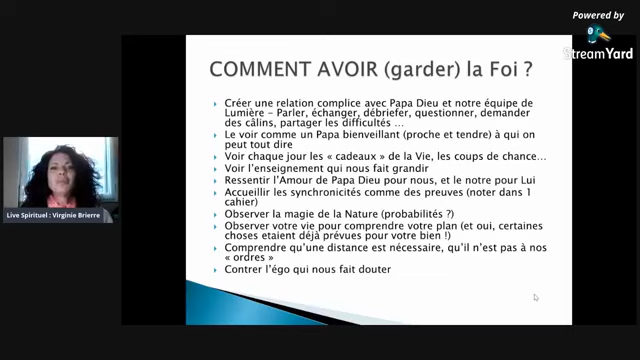 Powered by
StreamYard
COMMENT AVOIR (garder) la Foi ?
Créer une relation complice avec Papa Dieu et notre équipe de
Lumière – Parler, échanger, débriefer, questionner, demander
des câlins, partager les difficultés ...
Le voir comme un Papa bienveillant (proche et tendre) à qui on
peut tout dire
Voir chaque jour les « cadeaux » de la Vie, les coups de chance...
Voir l'enseignement qui nous fait grandir
Ressentir l'Amour de Papa Dieu pour nous, et le notre pour Lui
Accueillir les synchronicités comme des preuves (noter dans 1
cahier)
Observer la magie de la Nature (probabilités ?)
Observer votre vie pour comprendre votre plan (et oui, certaines
choses etaient déjà prévues pour votre bien !)
Comprendre qu'une distance est nécessaire, qu'il n'est pas à nos
« ordres »
Contrer l'égo qui nous fait douter
Live Spirituel : Virginie Brierre